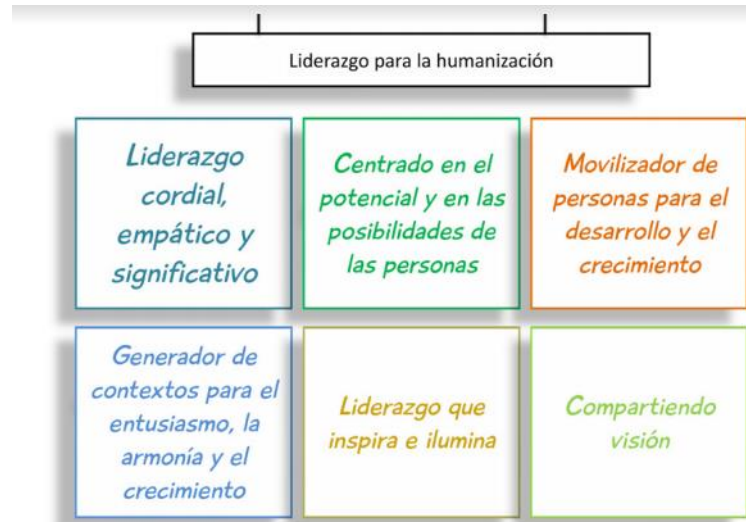 Liderazgo para la humanización
Liderazgo
cordial,
empático y
significativo
Centrado en el
potencial y en las
posibilidades de
las personas
Movilizador de
personas para el
desarrollo y el
crecimiento
Generador de
contextos para el
entusiasmo, la
armonía y el
crecimiento
Liderazgo que
inspira e ilumina
Compartiendo
visión